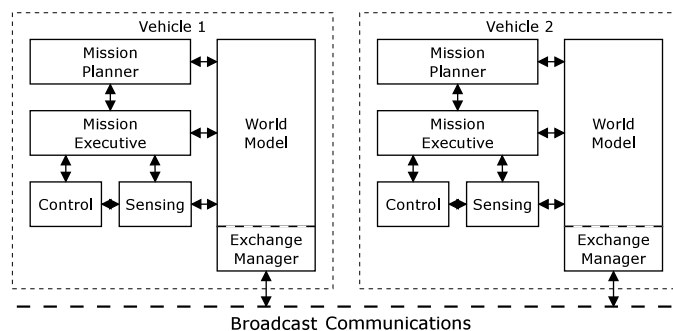 Vehicle 1
Mission
Planner
Mission
Executive
Control
Sensing
World
Model
Exchange
Manager
Vehicle 2
Mission
Planner
Mission
Executive
Control
Sensing
World
Model
Exchange
Manager
Broadcast Communications